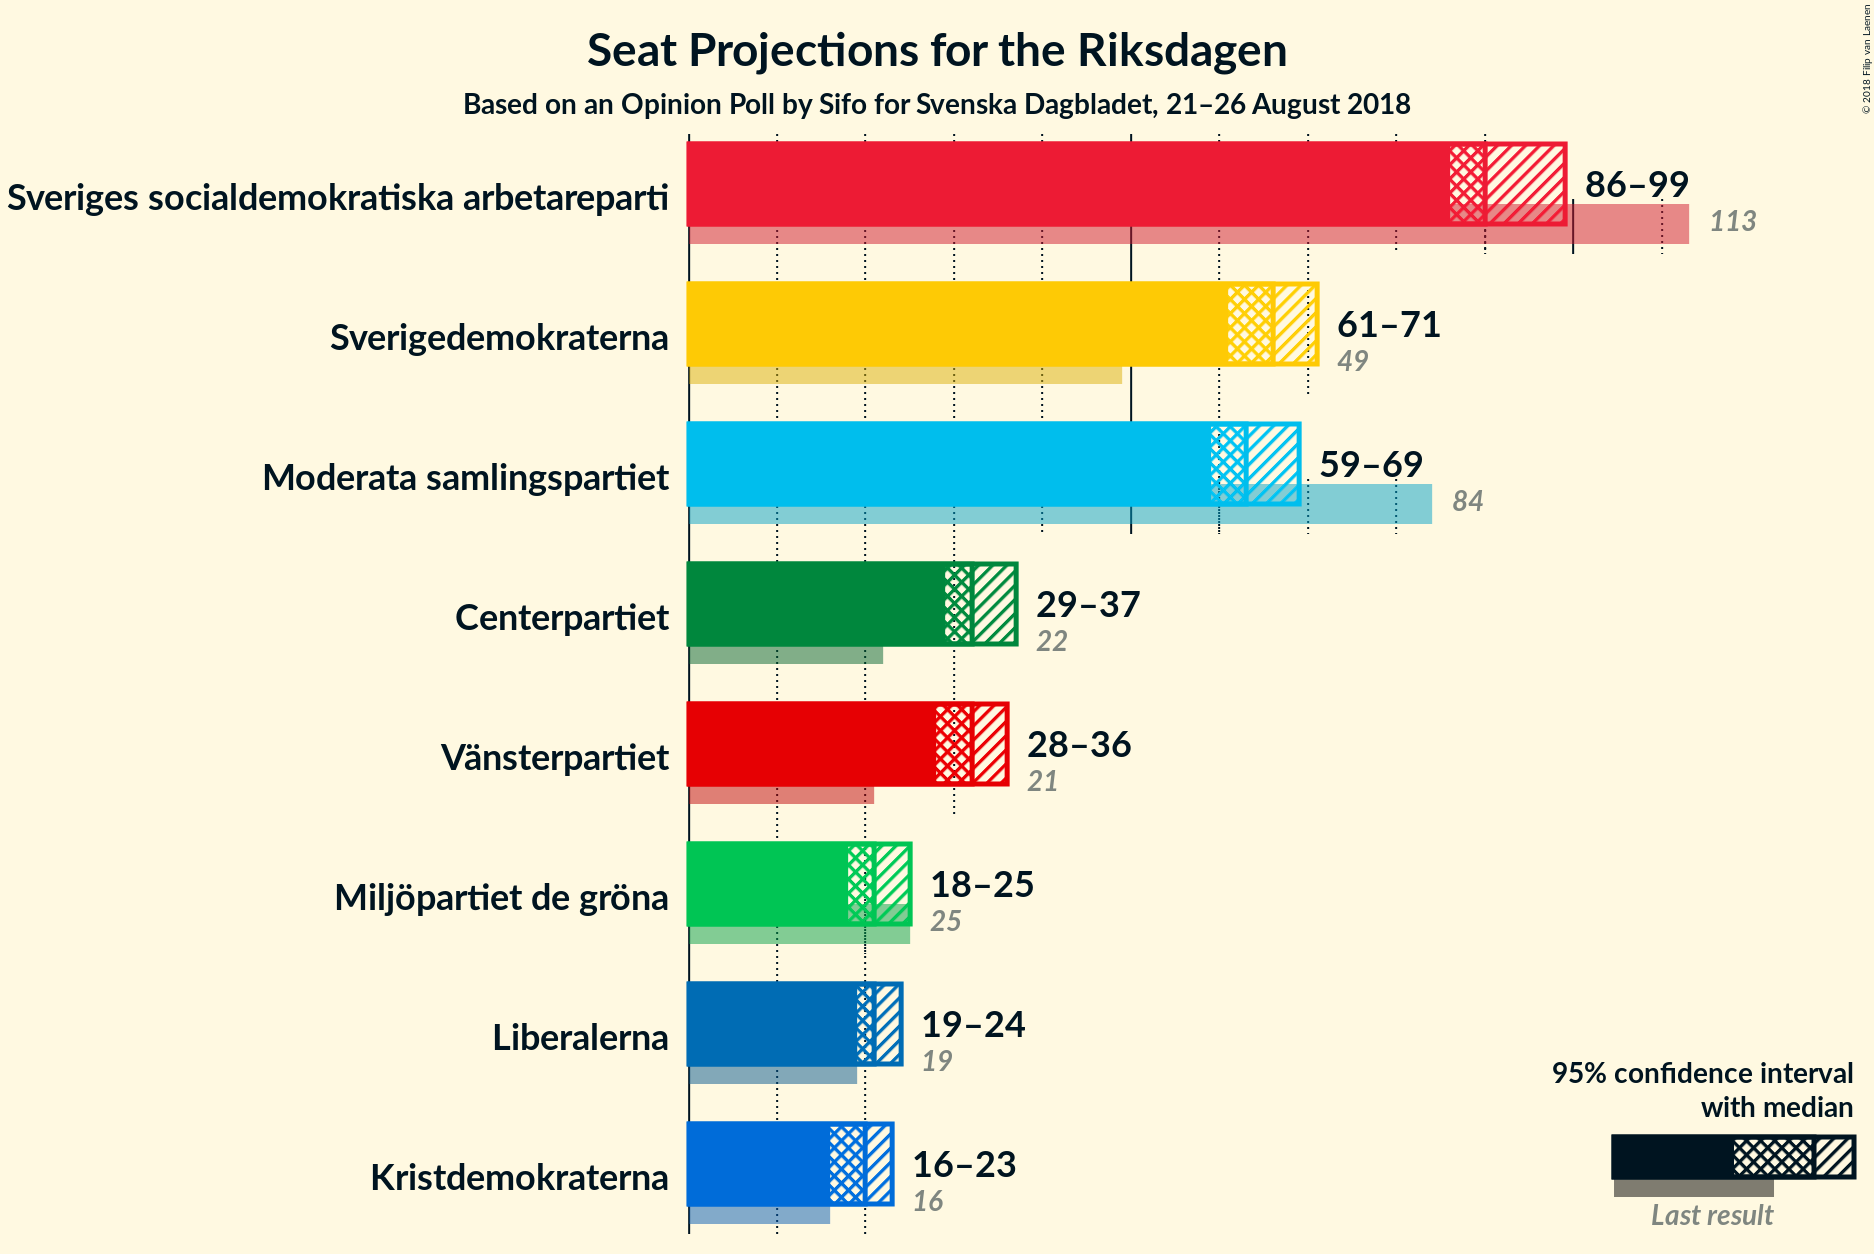 Seat Projections for the Riksdagen
Based on an Opinion Poll by Sifo for Svenska Dagbladet, 21–26 August 2018
© 2018 Filip van Laenen
Sveriges socialdemokratiska arbetareparti
86–99
113
Sverigedemokraterna
61–71
49
Moderata samlingspartiet
59–69
84
Centerpartiet
29–37
22
Vänsterpartiet
28–36
21
Miljöpartiet de gröna
18–25
25
Liberalerna
19–24
19
Kristdemokraterna
16–23
16
95% confidence interval
with median
Last result